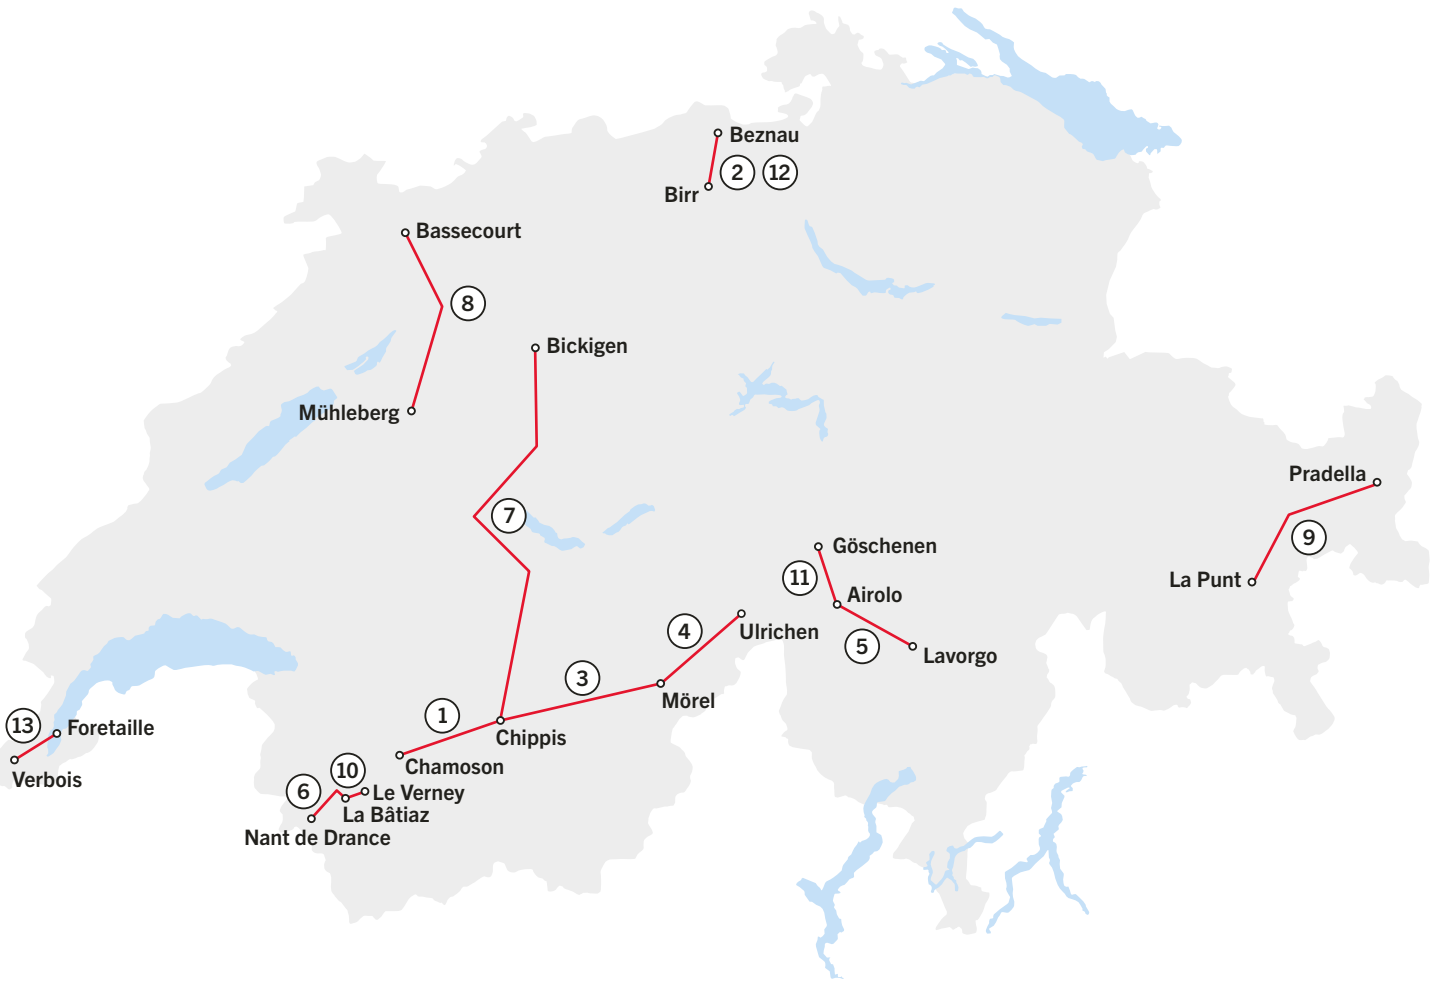 Beznau
2
12
Birr
Bassecourt
8
Bickigen
Mühleberg
Pradella
7
9
Göschenen
11
La Punt
Airolo
4
Ulrichen
5
Lavorgo
3
Mörel
1
13
Foretaille
Chippis
Chamoson
10
Verbois
6
Le Verney
La Bâtiaz
Nant de Drance